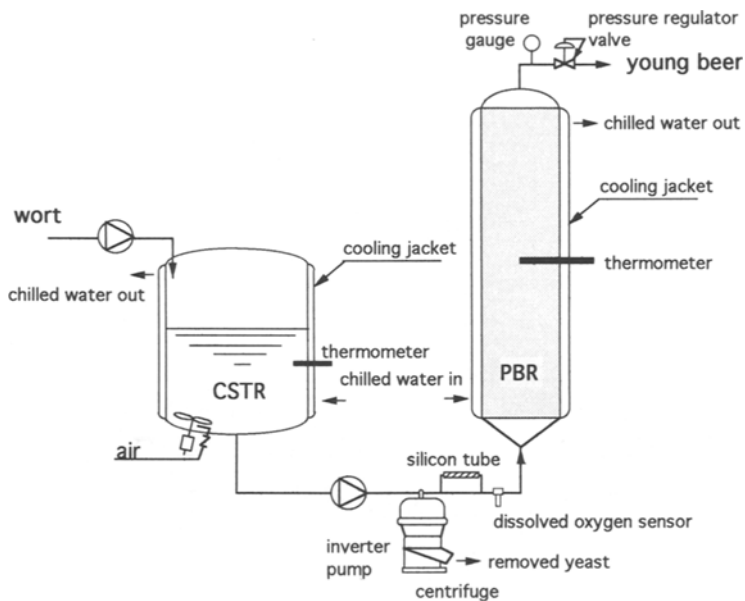 pressure
gauge
pressure regulator
valve
young beer
chilled water out
cooling jacket
wort
cooling jacket
thermometer
chilled water out
thermometer
chilled water in
PBR
CSTR
air
silicon tube
dissolved oxygen sensor
inverter
pump
removed yeast
centrifuge